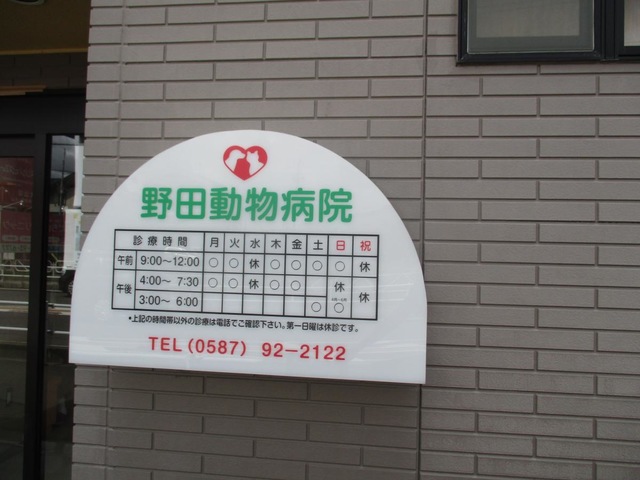 野田動物病院
診療時間 月 火 水 木 金 土 日 祝
午前 9:00〜12:00 ○ ○ 休 ○ ○ ○ ○ 休
午後 4:00〜7:30 ○ ○ 休 ○ ○ 休 休
3:00〜6:00 ○ ○
•上記の時間帯以外の診療は電話でご確認下さい。第一日曜は休診です。
TEL(0587) 92-2122